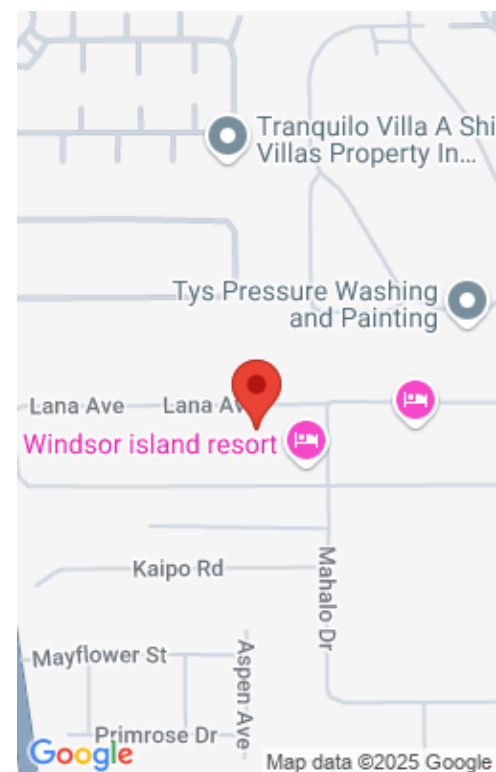 Tranquilo Villa A Shi
Villas Property In...
Tys Pressure Washing
and Painting
Lana Ave
Lana Av
Windsor island resort
Kaipo Rd
Mahalo Dr
Mayflower St
Aspen Ave
Primrose Dr
Google
Map data ©2025 Google